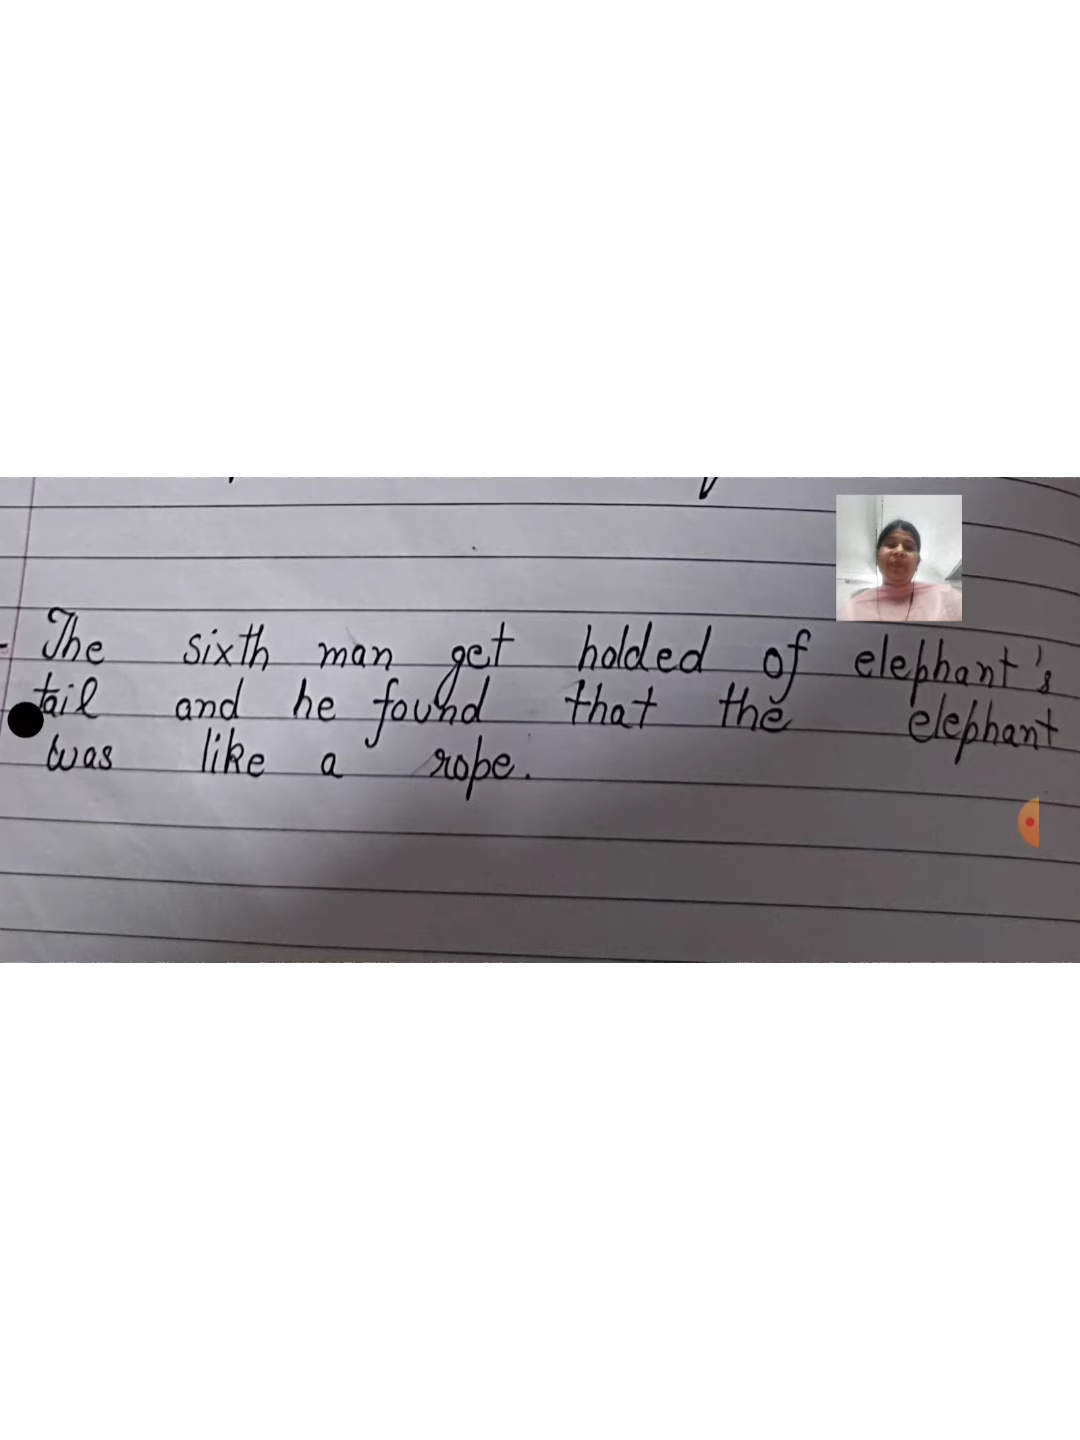 The sixth man get holded of elephant's
tail and he found that the elephant
was like a rope.